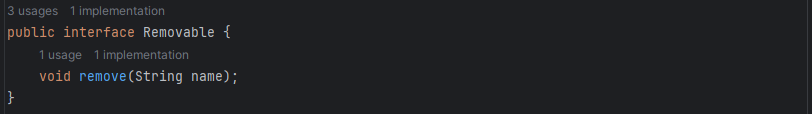 3 usages   1 implementation
public interface Removable {
    1 usage   1 implementation
    void remove(String name);
}